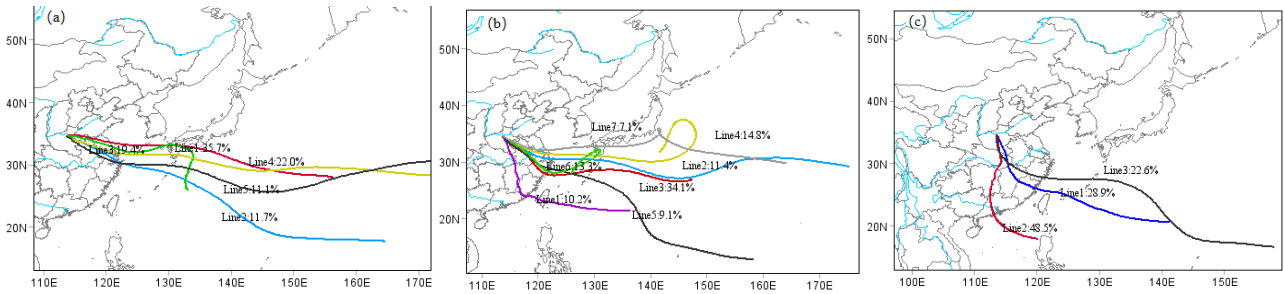 (a)
50N
40N
30N
20N
Line3:19.4%
Line1:35.7%
Line4:22.0%
Line5:11.1%
Line2:11.7%
110E 120E 130E 140E 150E 160E 170E
(b)
50N
40N
30N
20N
Line7:7.1%
Line4:14.8%
Line6:13.3%
Line2:11.4%
Line3:34.1%
Line1:10.2%
Line5:9.1%
110E 120E 130E 140E 150E 160E 170E
(c)
50N
40N
30N
20N
Line3:22.6%
Line1:28.9%
Line2:48.5%
100E 110E 120E 130E 140E 150E